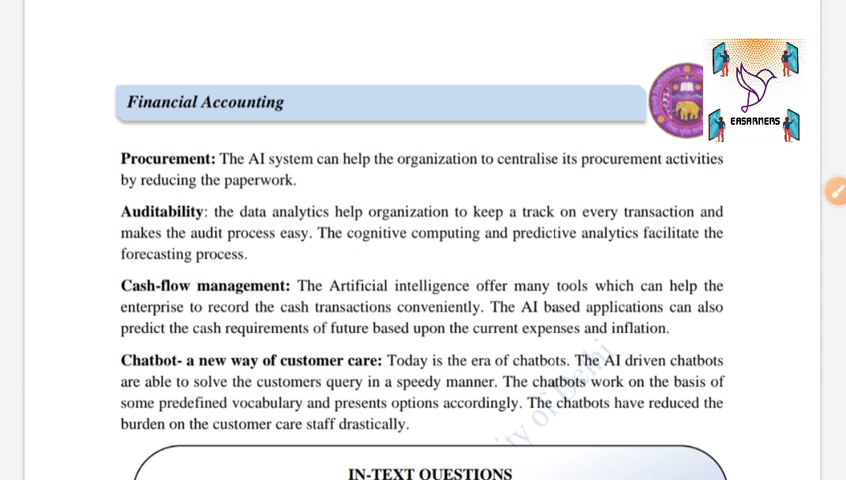 Financial Accounting
EASARNERS
Procurement: The AI system can help the organization to centralise its procurement activities
by reducing the paperwork.
Auditability: the data analytics help organization to keep a track on every transaction and
makes the audit process easy. The cognitive computing and predictive analytics facilitate the
forecasting process.
Cash-flow management: The Artificial intelligence offer many tools which can help the
enterprise to record the cash transactions conveniently. The AI based applications can also
predict the cash requirements of future based upon the current expenses and inflation.
Chatbot- a new way of customer care: Today is the era of chatbots. The AI driven chatbots
are able to solve the customers query in a speedy manner. The chatbots work on the basis of
some predefined vocabulary and presents options accordingly. The chatbots have reduced the
burden on the customer care staff drastically.
IN-TEXT QUESTIONS